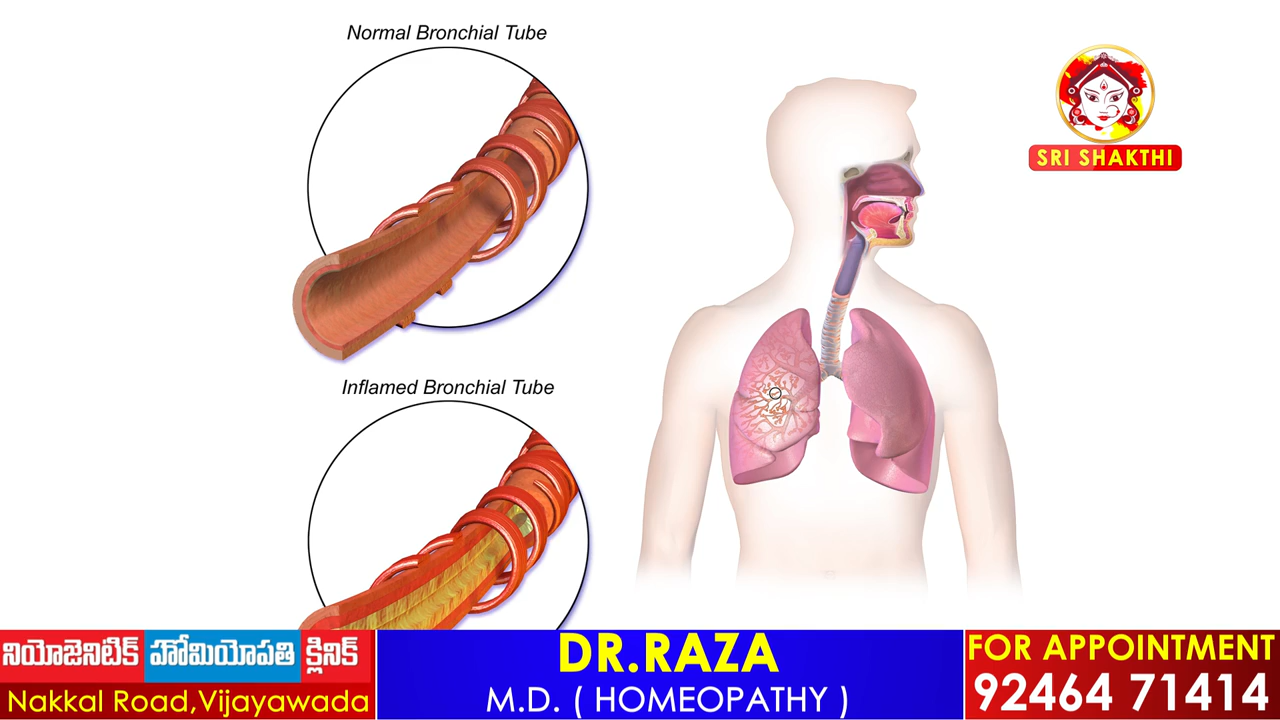 Normal Bronchial Tube
SRI SHAKTHI
Inflamed Bronchial Tube
నియోజెనిటిక్ హోమియోపతి క్లినిక్
Nakkal Road,Vijayawada
DR.RAZA
M.D. ( HOMEOPATHY )
FOR APPOINTMENT
92464 71414